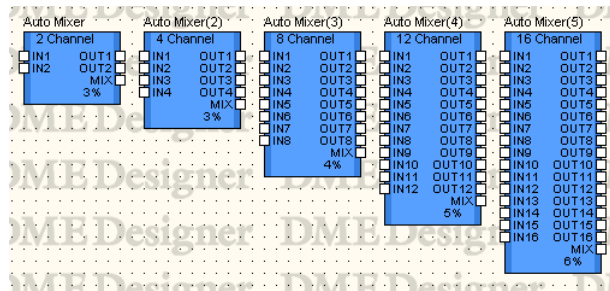 Auto Mixer
2 Channel
IN1 OUT1
IN2 OUT2
MIX
3%
Auto Mixer(2)
4 Channel
IN1 OUT1
IN2 OUT2
IN3 OUT3
IN4 OUT4
MIX
3%
Auto Mixer(3)
8 Channel
IN1 OUT1
IN2 OUT2
IN3 OUT3
IN4 OUT4
IN5 OUT5
IN6 OUT6
IN7 OUT7
IN8 OUT8
MIX
4%
Auto Mixer(4)
12 Channel
IN1 OUT1
IN2 OUT2
IN3 OUT3
IN4 OUT4
IN5 OUT5
IN6 OUT6
IN7 OUT7
IN8 OUT8
IN9 OUT9
IN10 OUT10
IN11 OUT11
IN12 OUT12
MIX
5%
Auto Mixer(5)
16 Channel
IN1 OUT1
IN2 OUT2
IN3 OUT3
IN4 OUT4
IN5 OUT5
IN6 OUT6
IN7 OUT7
IN8 OUT8
IN9 OUT9
IN10 OUT10
IN11 OUT11
IN12 OUT12
IN13 OUT13
IN14 OUT14
IN15 OUT15
IN16 OUT16
MIX
6%
DME Designer